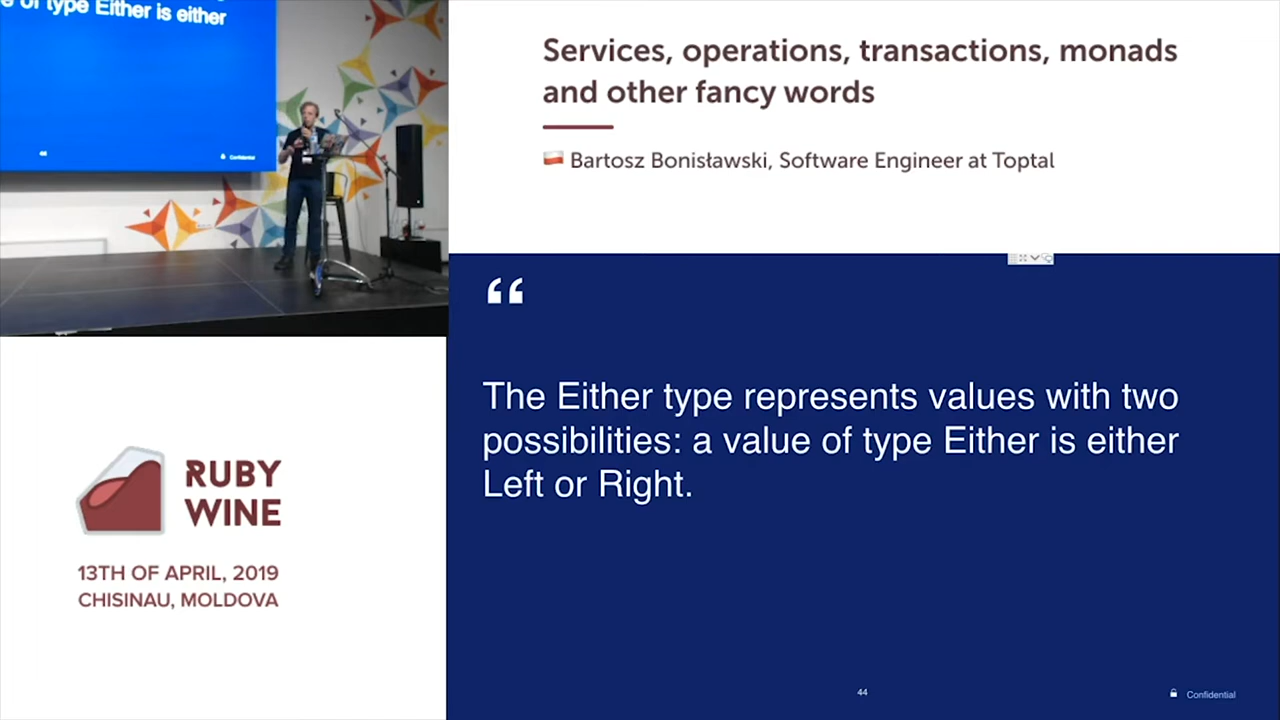 e of type Either is either
44
Confidential
Services, operations, transactions, monads
and other fancy words
Bartosz Bonisławski, Software Engineer at Toptal
“
The Either type represents values with two
possibilities: a value of type Either is either
Left or Right.
44
Confidential
RUBY
WINE
13TH OF APRIL, 2019
CHISINAU, MOLDOVA